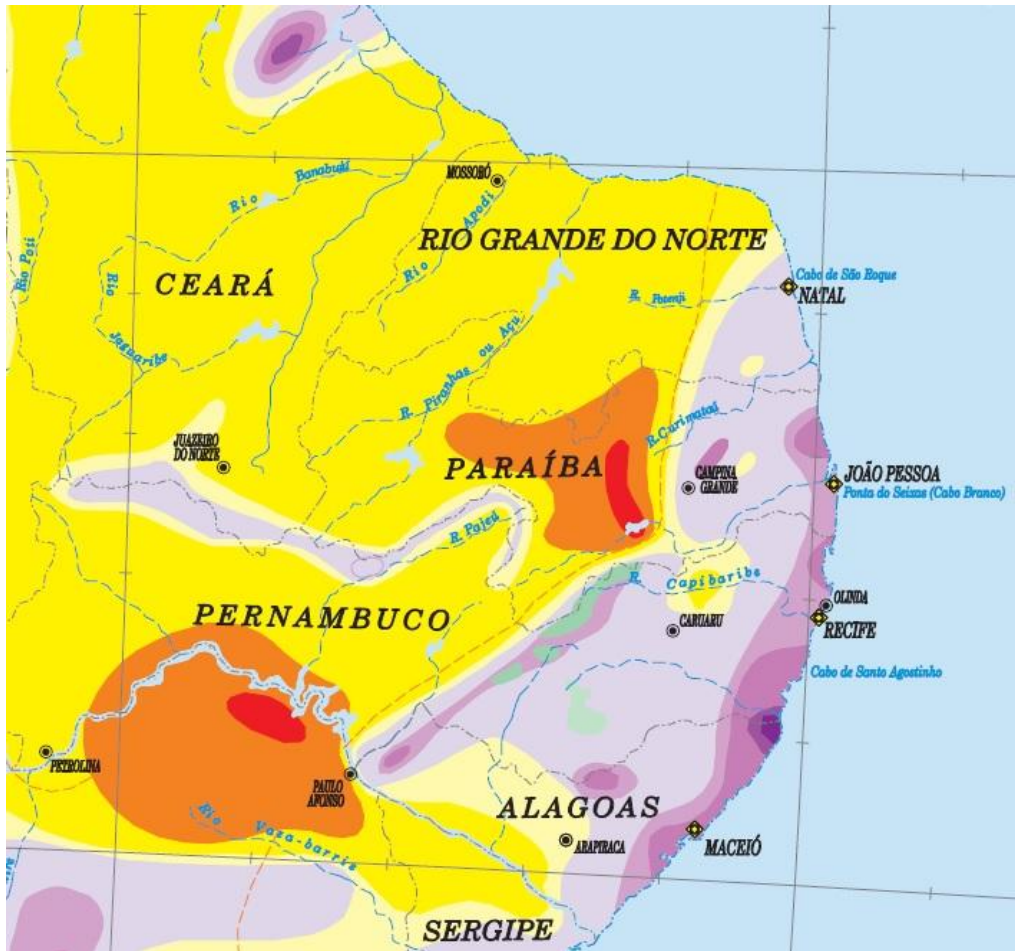 MOSSORÓ
Rio Banabuiú
Rio Apodi
RIO GRANDE DO NORTE
Rio Poti
CEARÁ
Rio
Jaguaribe
Cabo de São Roque
NATAL
R. Potenji
R. Piranhas ou Açu
JUAZEIRO
DO NORTE
PARAÍBA
R. Curimataú
CAMPINA
GRANDE
JOÃO PESSOA
Ponta do Seixas (Cabo Branco)
R. Pajeú
R. Capibaribe
PERNAMBUCO
CARUARU
OLINDA
RECIFE
Cabo de Santo Agostinho
PETROLINA
PAULO
AFONSO
ALAGOAS
Rio Vaza-barris
ARAPIRACA
MACEIÓ
SERGIPE